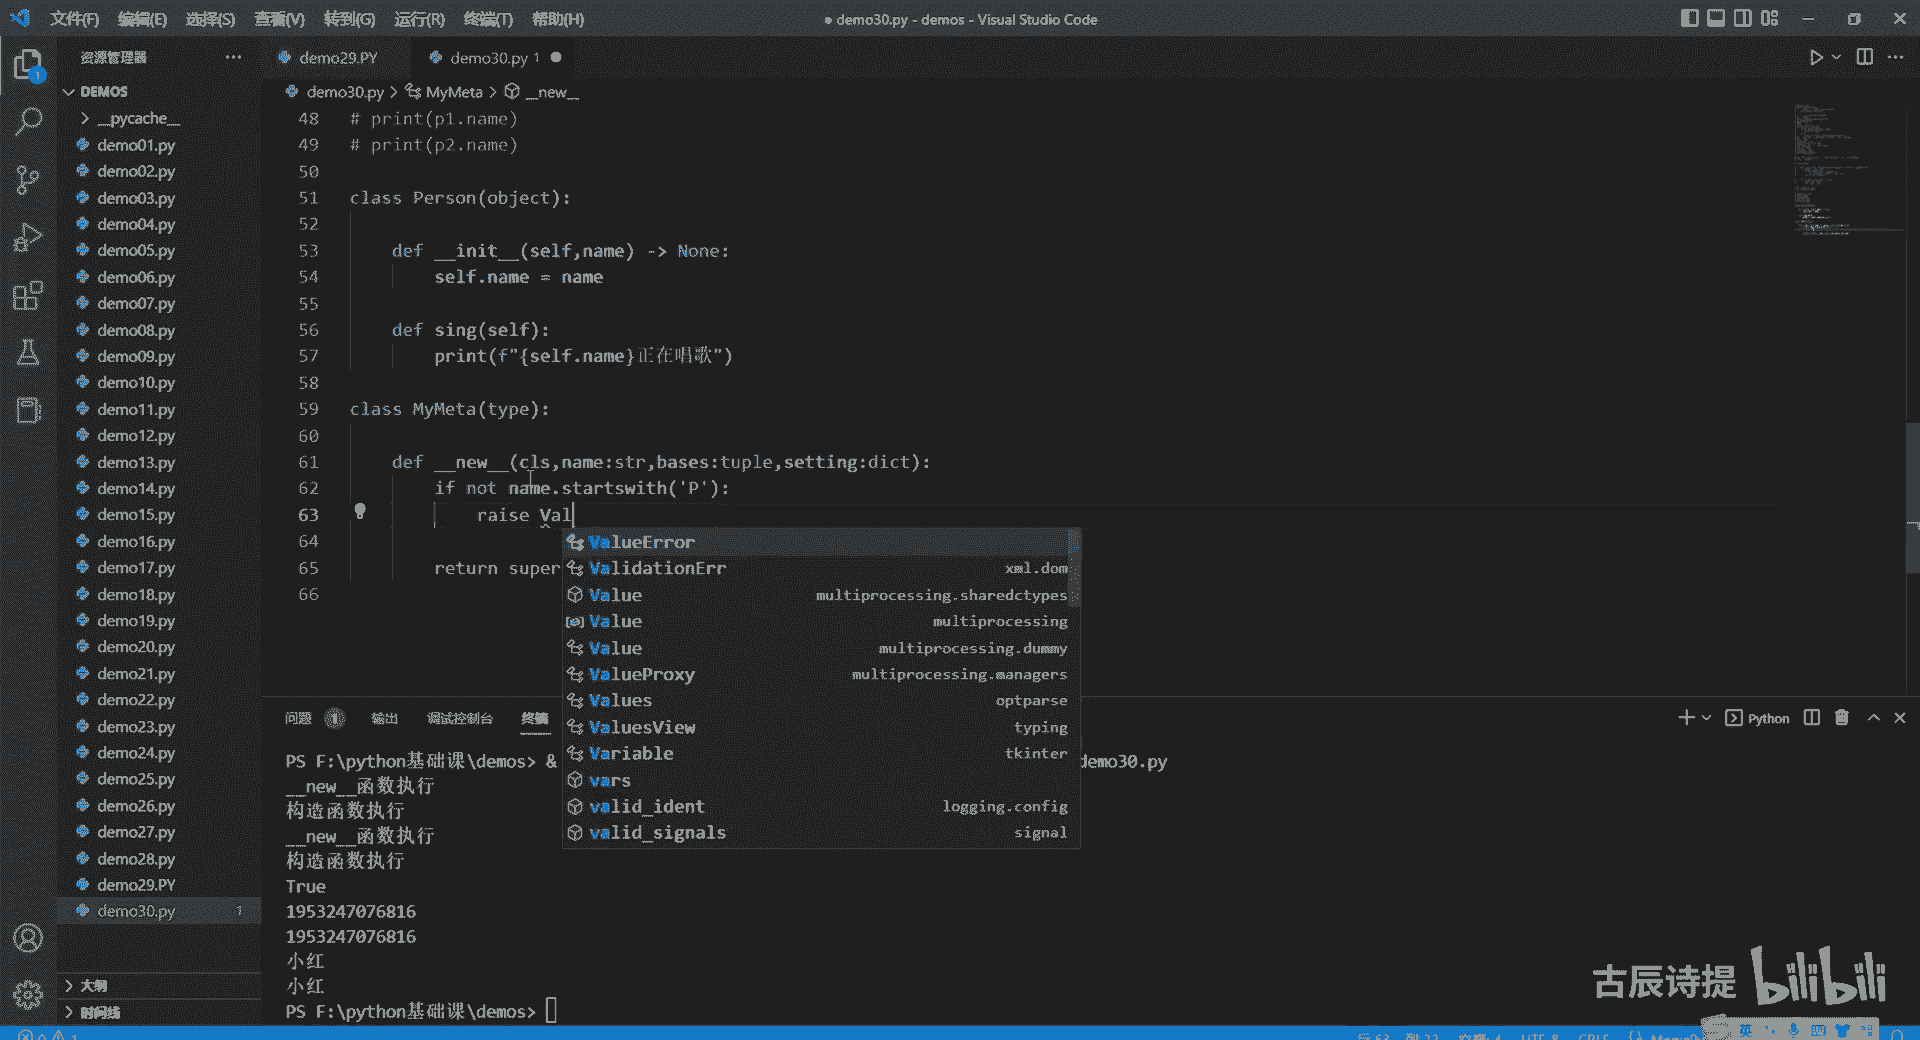 文件(F) 编辑(E) 选择(S) 查看(V) 转到(G) 运行(R) 终端(T) 帮助(H) ● demo30.py - demos - Visual Studio Code
资源管理器 ··· demo29.PY demo30.py 1 ●
DEMOS
demo30.py > MyMeta > __new__
__pycache__
demo01.py
demo02.py
demo03.py
demo04.py
demo05.py
demo06.py
demo07.py
demo08.py
demo09.py
demo10.py
demo11.py
demo12.py
demo13.py
demo14.py
demo15.py
demo16.py
demo17.py
demo18.py
demo19.py
demo20.py
demo21.py
demo22.py
demo23.py
demo24.py
demo25.py
demo26.py
demo27.py
demo28.py
demo29.PY
demo30.py 1
大纲
时间线
48 # print(p1.name)
49 # print(p2.name)
50
51 class Person(object):
52
53 def __init__(self,name) -> None:
54 self.name = name
55
56 def sing(self):
57 print(f"{self.name}正在唱歌")
58
59 class MyMeta(type):
60
61 def __new__(cls,name:str,bases:tuple,setting:dict):
62 if not name.startswith('P'):
63 raise Val
64
65 return super
66
ValueError
ValidationErr xml.dom
Value multiprocessing.sharedctypes
Value multiprocessing
Value multiprocessing.dummy
ValueProxy multiprocessing.managers
Values optparse
ValuesView typing
Variable tkinter
vars
valid_ident logging.config
valid_signals signal
问题 1 输出 调试控制台 终端 Python
PS F:\python基础课\demos> & demo30.py
__new__函数执行
构造函数执行
__new__函数执行
构造函数执行
True
1953247076816
1953247076816
小红
小红
PS F:\python基础课\demos>
古辰诗提 bilibili
英